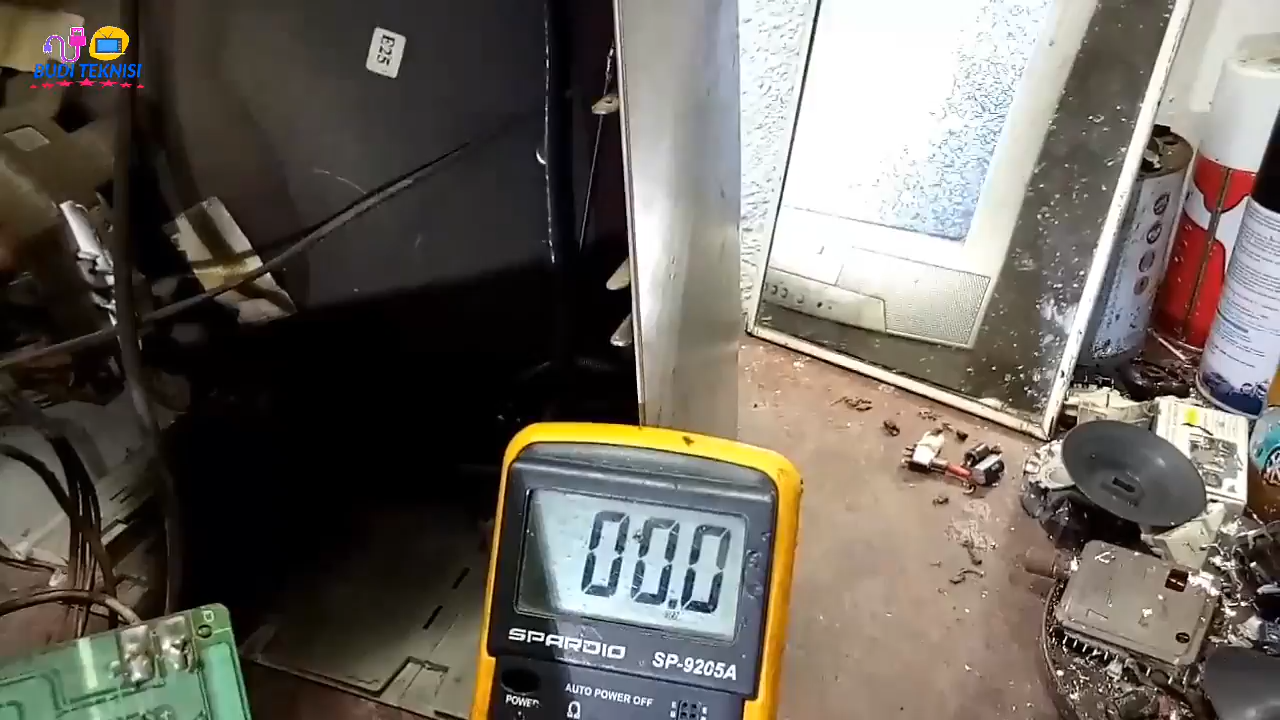 BUDI TEKNISI
E25
00.0
SPARDIO
SP-9205A
POWER
AUTO POWER OFF
Ω